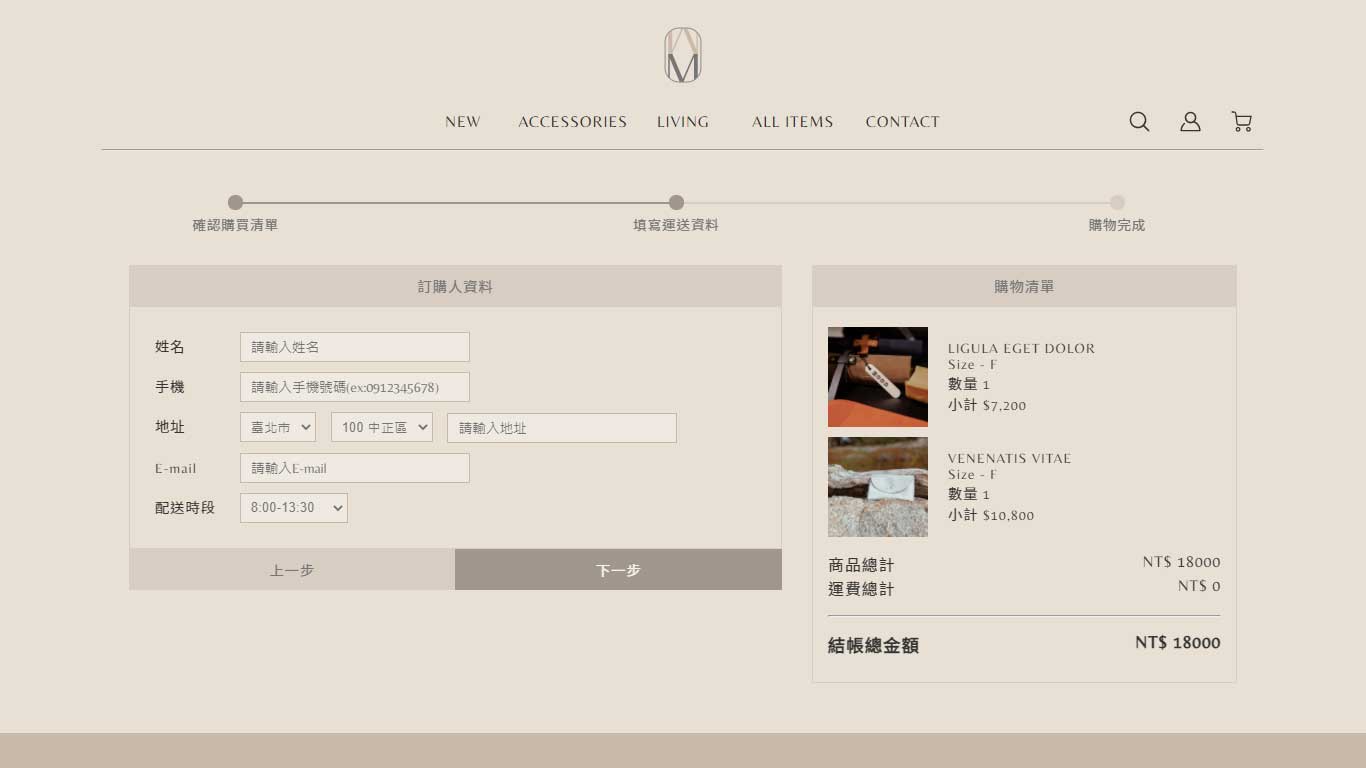 NEW ACCESSORIES LIVING ALL ITEMS CONTACT
確認購買清單 填寫運送資料 購物完成
訂購人資料
姓名 請輸入姓名
手機 請輸入手機號碼(ex:0912345678)
地址 臺北市 100 中正區 請輸入地址
E-mail 請輸入E-mail
配送時段 8:00-13:30
上一步 下一步
購物清單
LIGULA EGET DOLOR
Size - F
數量 1
小計 $7,200
VENENATIS VITAE
Size - F
數量 1
小計 $10,800
商品總計 NT$ 18000
運費總計 NT$ 0
結帳總金額 NT$ 18000